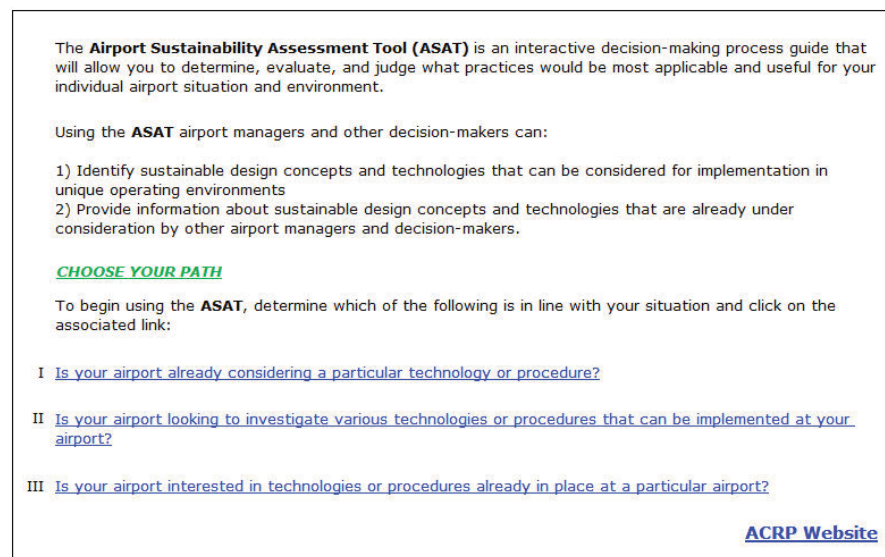 The Airport Sustainability Assessment Tool (ASAT) is an interactive decision-making process guide that
will allow you to determine, evaluate, and judge what practices would be most applicable and useful for your
individual airport situation and environment.
Using the ASAT airport managers and other decision-makers can:
1) Identify sustainable design concepts and technologies that can be considered for implementation in
unique operating environments
2) Provide information about sustainable design concepts and technologies that are already under
consideration by other airport managers and decision-makers.
CHOOSE YOUR PATH
To begin using the ASAT, determine which of the following is in line with your situation and click on the
associated link:
I Is your airport already considering a particular technology or procedure?
II Is your airport looking to investigate various technologies or procedures that can be implemented at your
airport?
III Is your airport interested in technologies or procedures already in place at a particular airport?
ACRP Website